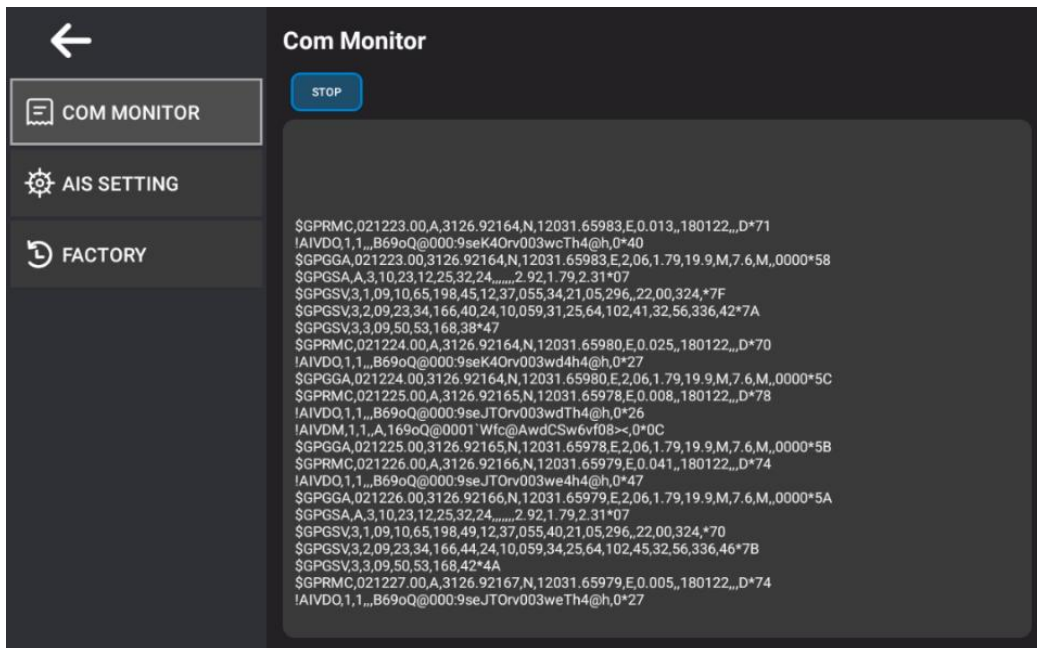 Com Monitor
STOP
COM MONITOR
AIS SETTING
FACTORY
$GPRMC,021223.00,A,3126.92164,N,12031.65983,E,0.013,,180122,,,D*71
!AIVDO,1,1,,,B69oQ@000:9seK4Orv003wcTh4@h,0*40
$GPGGA,021223.00,3126.92164,N,12031.65983,E,2,06,1.79,19.9,M,7.6,M,,0000*58
$GPGSA,A,3,10,23,12,25,32,24,,,,,,,2.92,1.79,2.31*07
$GPGSV,3,1,09,10,65,198,45,12,37,055,34,21,05,296,,22,00,324,*7F
$GPGSV,3,2,09,23,34,166,40,24,10,059,31,25,64,102,41,32,56,336,42*7A
$GPGSV,3,3,09,50,53,168,38*47
$GPRMC,021224.00,A,3126.92164,N,12031.65980,E,0.025,,180122,,,D*70
!AIVDO,1,1,,,B69oQ@000:9seK4Orv003wd4h4@h,0*27
$GPGGA,021224.00,3126.92164,N,12031.65980,E,2,06,1.79,19.9,M,7.6,M,,0000*5C
$GPRMC,021225.00,A,3126.92165,N,12031.65978,E,0.008,,180122,,,D*78
!AIVDO,1,1,,,B69oQ@000:9seJTOrv003wdTh4@h,0*26
!AIVDM,1,1,,A,169oQ@0001`Wfc@AwdCSw6vf08><,0*0C
$GPGGA,021225.00,3126.92165,N,12031.65978,E,2,06,1.79,19.9,M,7.6,M,,0000*5B
$GPRMC,021226.00,A,3126.92166,N,12031.65979,E,0.041,,180122,,,D*74
!AIVDO,1,1,,,B69oQ@000:9seJTOrv003we4h4@h,0*47
$GPGGA,021226.00,3126.92166,N,12031.65979,E,2,06,1.79,19.9,M,7.6,M,,0000*5A
$GPGSA,A,3,10,23,12,25,32,24,,,,,,,2.92,1.79,2.31*07
$GPGSV,3,1,09,10,65,198,49,12,37,055,40,21,05,296,,22,00,324,*70
$GPGSV,3,2,09,23,34,166,44,24,10,059,34,25,64,102,45,32,56,336,46*7B
$GPGSV,3,3,09,50,53,168,42*4A
$GPRMC,021227.00,A,3126.92167,N,12031.65979,E,0.005,,180122,,,D*74
!AIVDO,1,1,,,B69oQ@000:9seJTOrv003weTh4@h,0*27